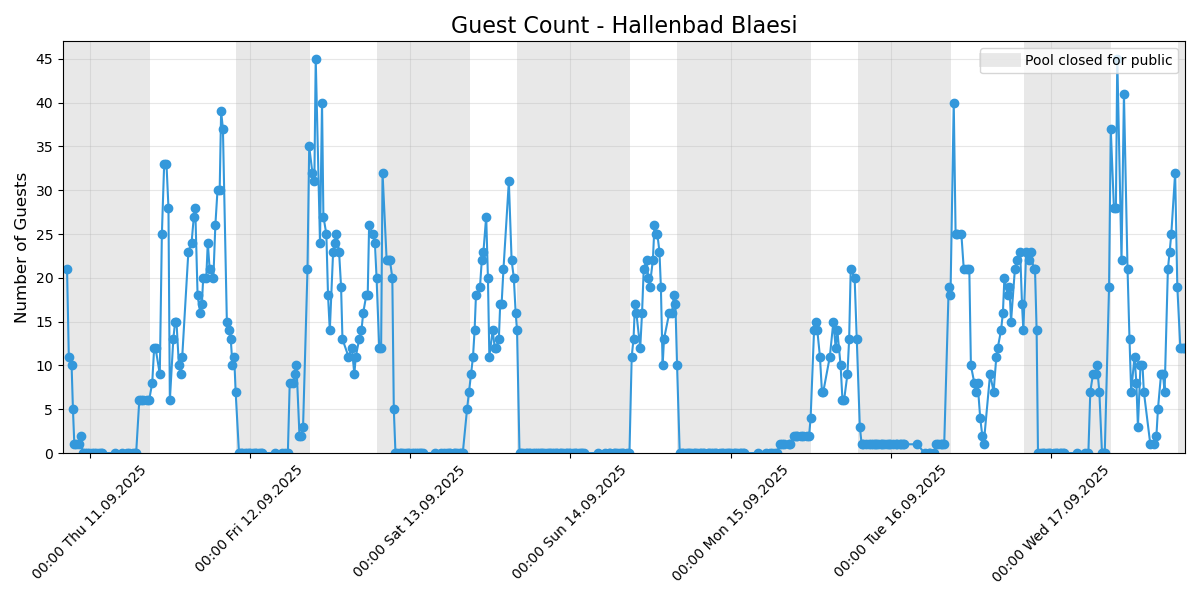 Guest Count - Hallenbad Blaesi
Pool closed for public
Number of Guests
45
40
35
30
25
20
15
10
5
0
00:00 Thu 11.09.2025
00:00 Fri 12.09.2025
00:00 Sat 13.09.2025
00:00 Sun 14.09.2025
00:00 Mon 15.09.2025
00:00 Tue 16.09.2025
00:00 Wed 17.09.2025